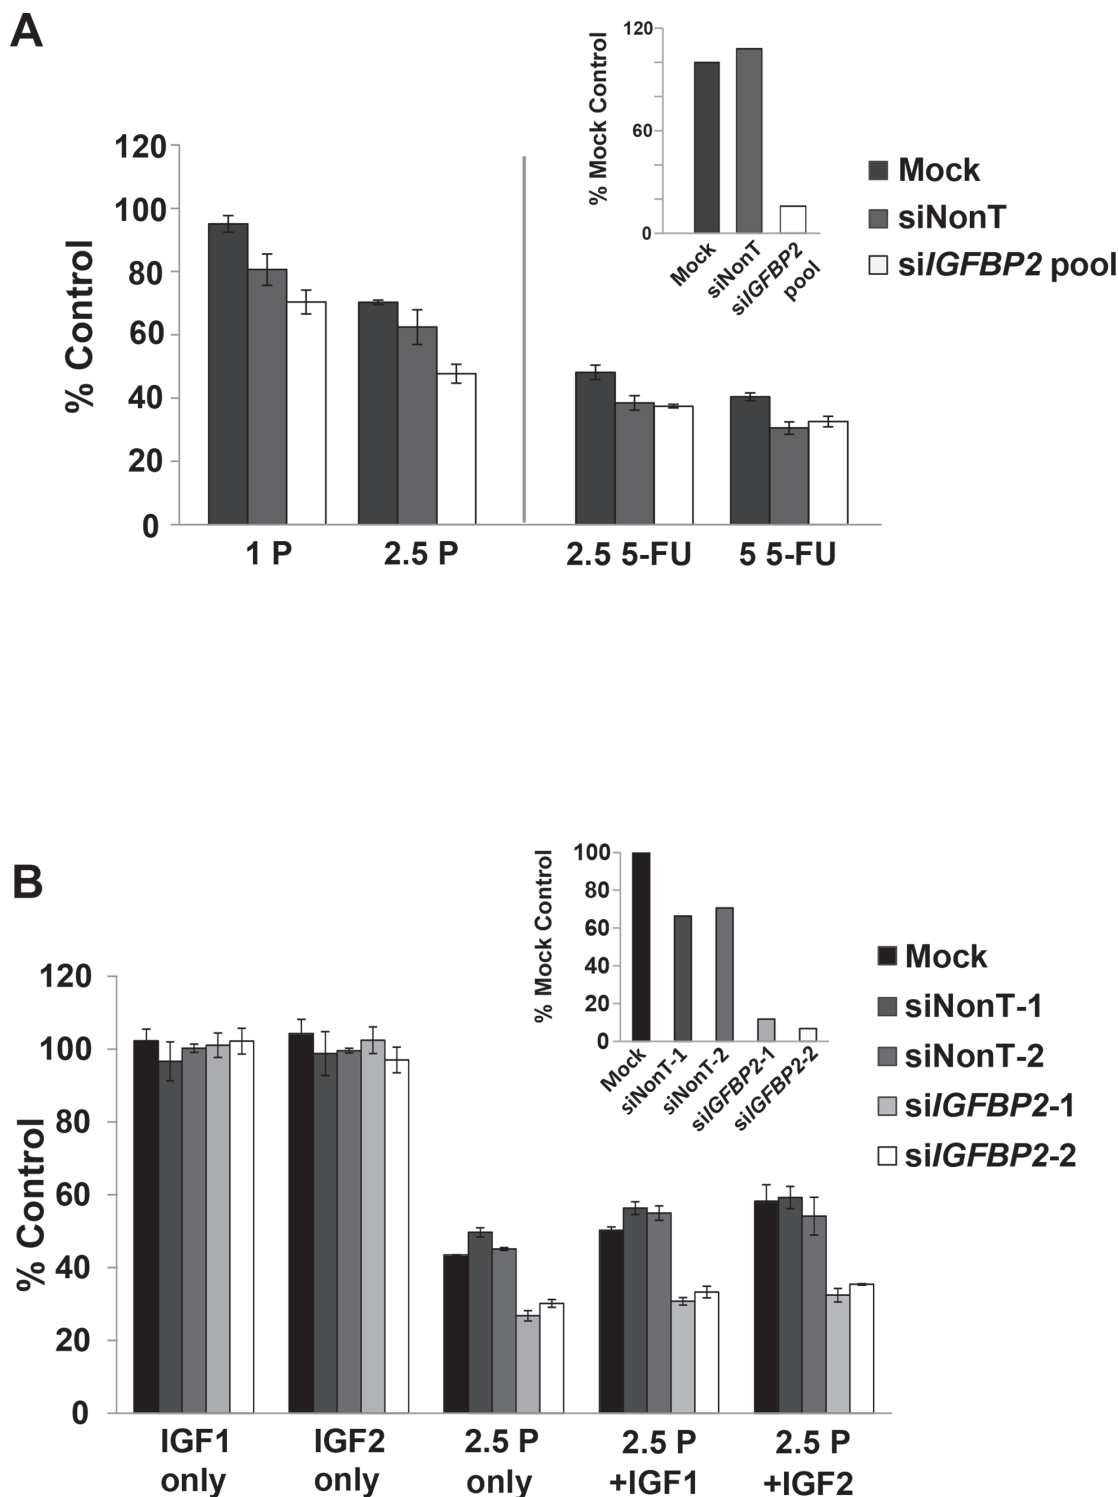 A
% Mock Control
120
60
0
Mock
siNonT
siIGFBP2
pool
Mock
siNonT
siIGFBP2 pool
% Control
120
100
80
60
40
20
0
1 P
2.5 P
2.5 5-FU
5 5-FU
B
% Mock Control
100
80
60
40
20
0
Mock
siNonT-1
siNonT-2
siIGFBP2-1
siIGFBP2-2
Mock
siNonT-1
siNonT-2
siIGFBP2-1
siIGFBP2-2
% Control
120
100
80
60
40
20
0
IGF1
only
IGF2
only
2.5 P
only
2.5 P
+IGF1
2.5 P
+IGF2